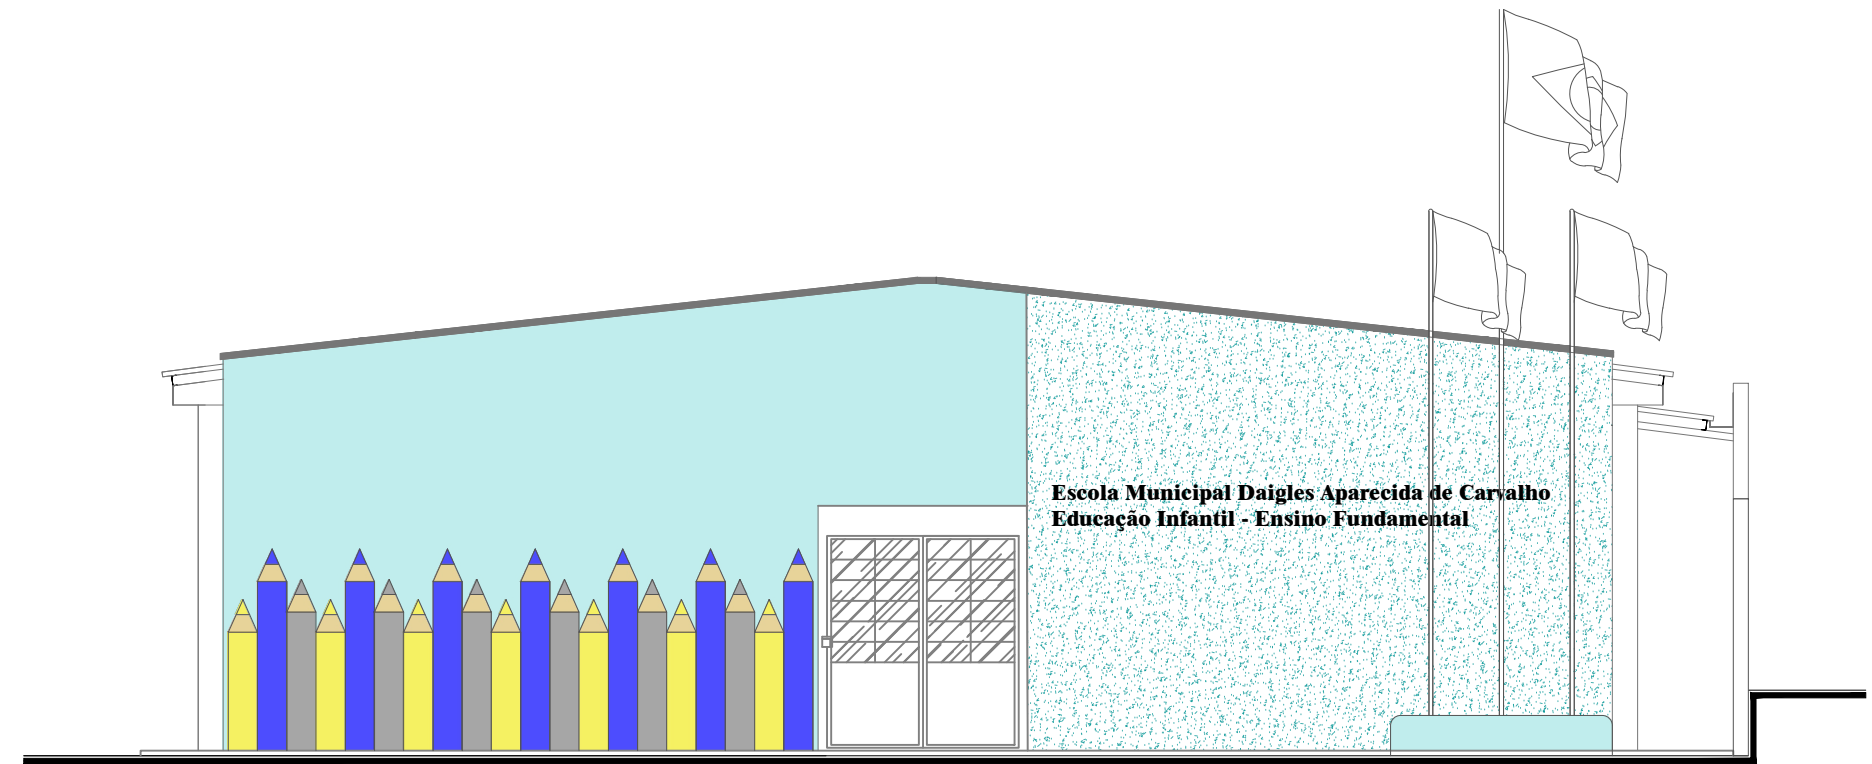 Escola Municipal Daigles Aparecida de Carvalho
Educação Infantil - Ensino Fundamental